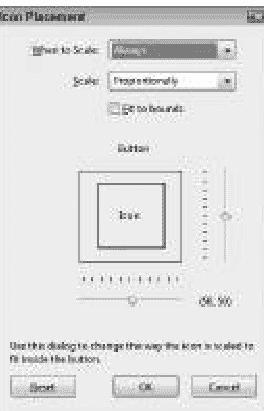 Icon Placement
When to Scale: Always
Scale: Proportionally
Fit to bounds
Button
Icon
(50, 50)
Use this dialog to change the way the icon is scaled to
fit inside the button.
Reset OK Cancel